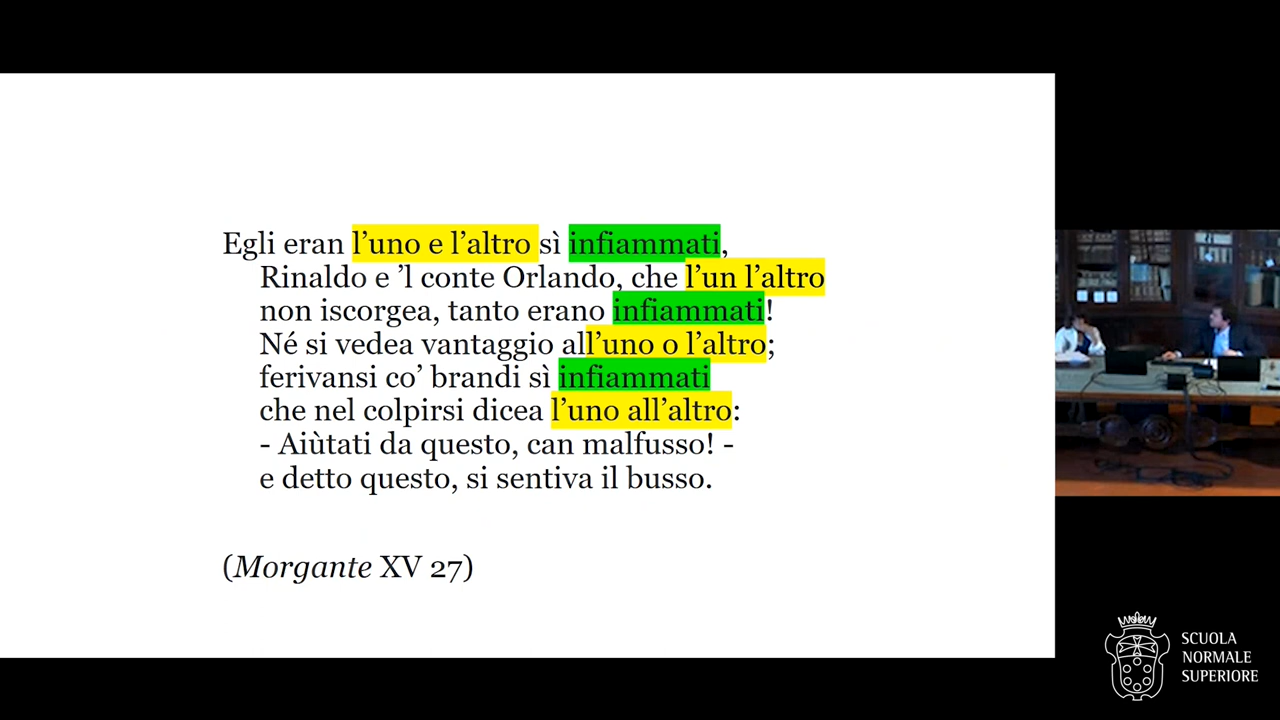 Egli eran l’uno e l’altro sì infiammati,
Rinaldo e ’l conte Orlando, che l’un l’altro
non iscorgea, tanto erano infiammati!
Né si vedea vantaggio all’uno o l’altro;
ferivansi co’ brandi sì infiammati
che nel colpirsi dicea l’uno all’altro:
- Aiùtati da questo, can malfusso! -
e detto questo, si sentiva il busso.
(Morgante XV 27)
SCUOLA
NORMALE
SUPERIORE